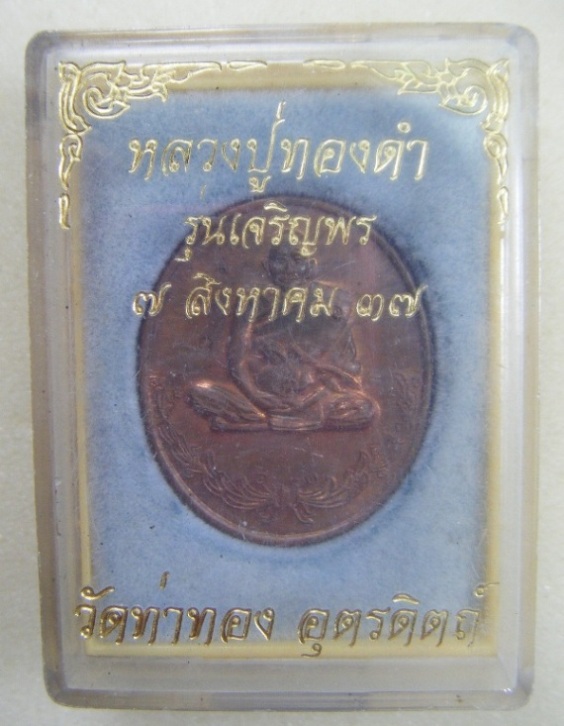 หลวงปู่ทองดำ
รุ่นเจริญพร
๗ สิงหาคม ๓๗
วัดท่าทอง อุตรดิตถ์